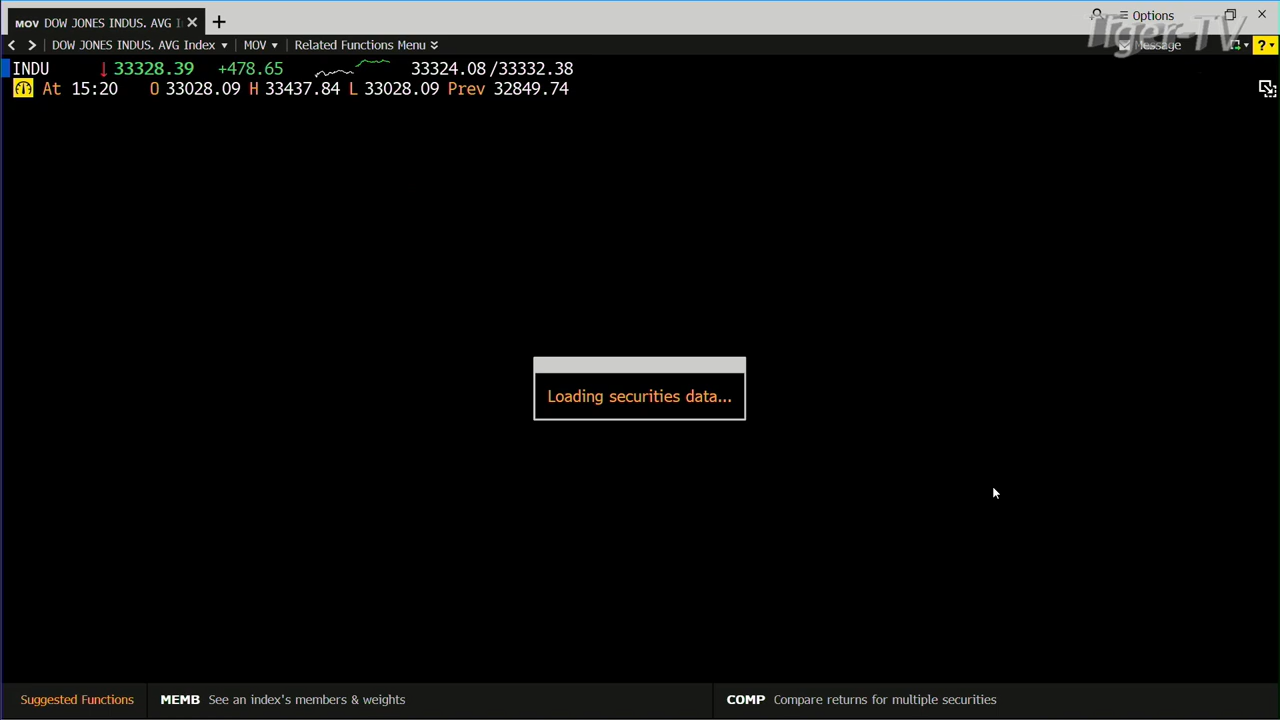 MOV DOW JONES INDUS. AVG I
Options
DOW JONES INDUS. AVG Index ▾ MOV ▾ Related Functions Menu
Message
Tiger-TV
? ▾
INDU ↓ 33328.39 +478.65 33324.08/33332.38
At 15:20 O 33028.09 H 33437.84 L 33028.09 Prev 32849.74
Loading securities data...
Suggested Functions MEMB See an index's members & weights COMP Compare returns for multiple securities